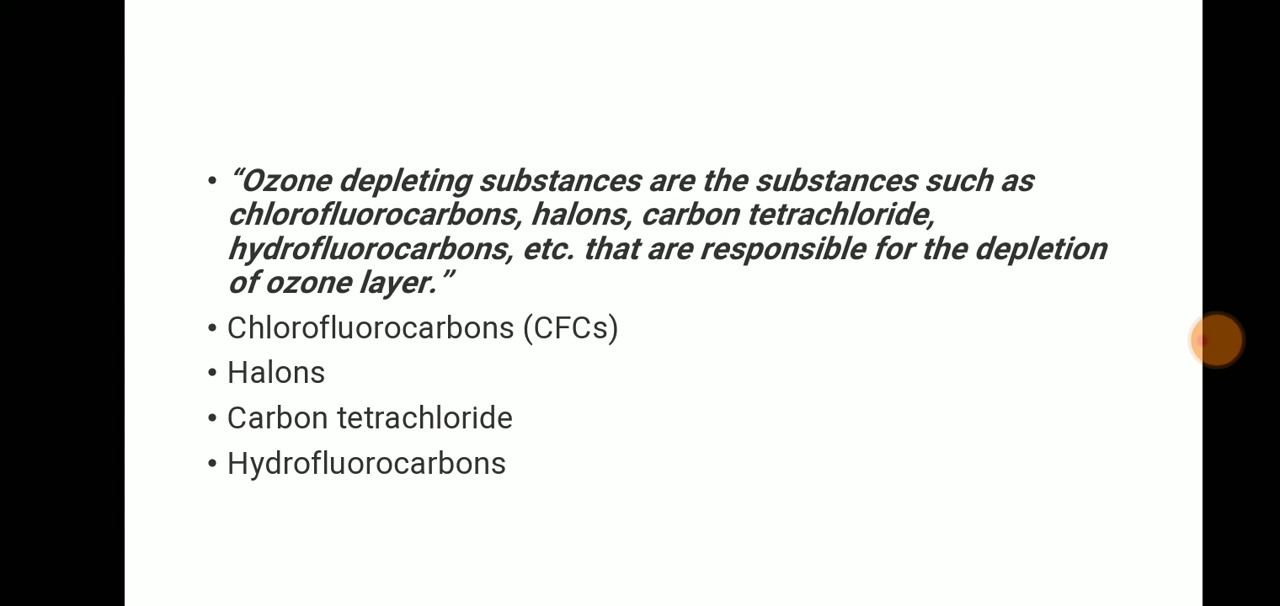 • “Ozone depleting substances are the substances such as
chlorofluorocarbons, halons, carbon tetrachloride,
hydrofluorocarbons, etc. that are responsible for the depletion
of ozone layer.”
• Chlorofluorocarbons (CFCs)
• Halons
• Carbon tetrachloride
• Hydrofluorocarbons